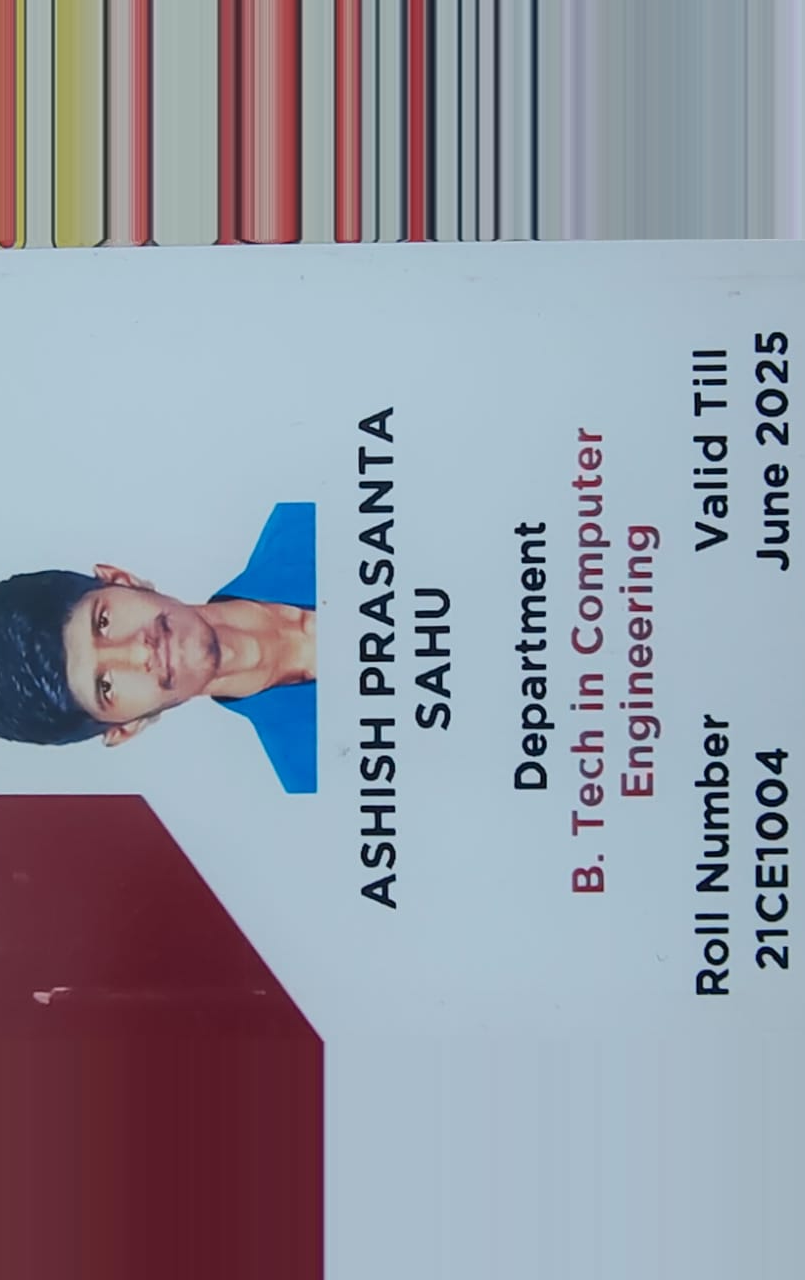 ASHISH PRASANTA
SAHU
Department
B. Tech in Computer
Engineering
Roll Number Valid Till
21CE1004 June 2025